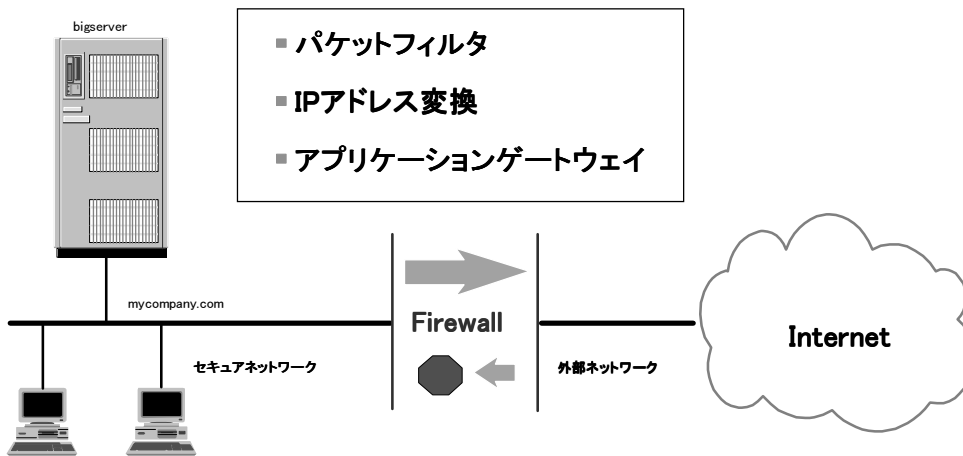 bigserver
■ パケットフィルタ
■ IPアドレス変換
■ アプリケーションゲートウェイ
mycompany.com
Firewall
Internet
セキュアネットワーク
外部ネットワーク